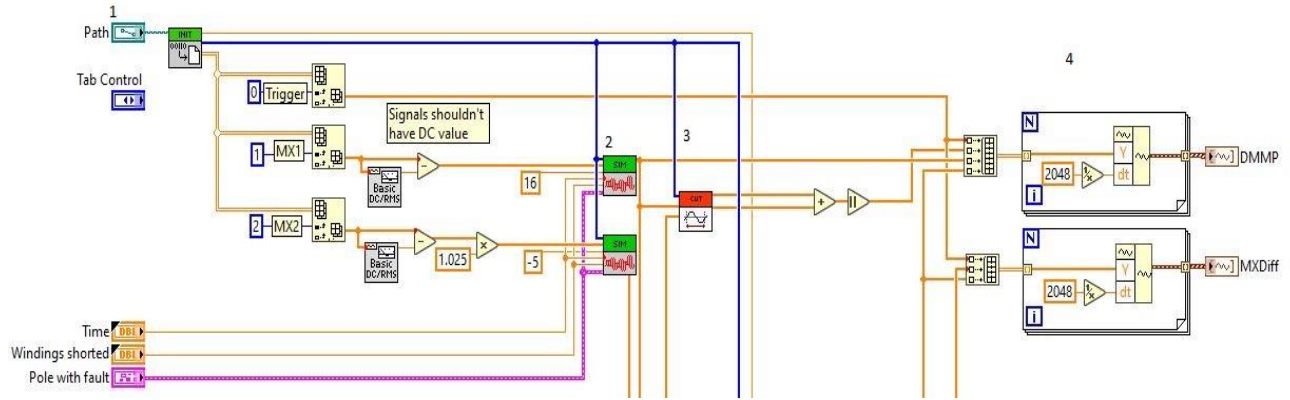 1
Path
INIT
4
Tab Control
0 Trigger
Signals shouldn't
have DC value
1 MX1
2
3
Basic
DC/RMS
16
SIM
CUT
2 MX2
Basic
DC/RMS
1.025
-5
SIM
N
2048
1/x
Y
dt
i
DMMP
N
2048
1/x
Y
dt
i
MXDiff
Time
DBL
Windings shorted
DBL
Pole with fault